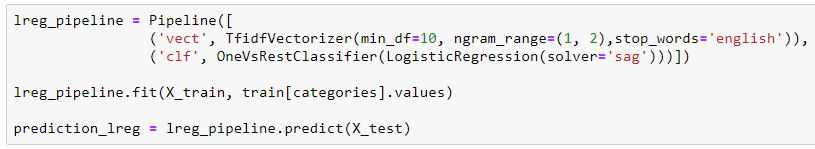 lreg_pipeline = Pipeline([
                ('vect', TfidfVectorizer(min_df=10, ngram_range=(1, 2),stop_words='english')),
                ('clf', OneVsRestClassifier(LogisticRegression(solver='sag')))])
lreg_pipeline.fit(X_train, train[categories].values)
prediction_lreg = lreg_pipeline.predict(X_test)